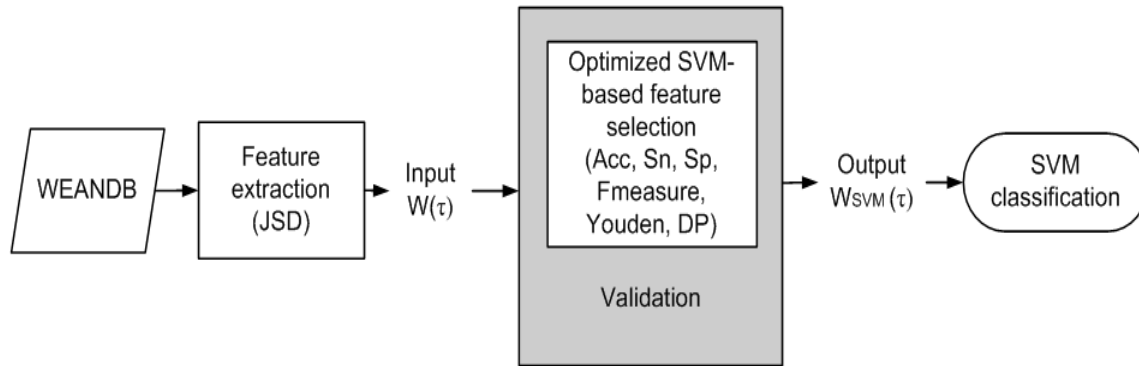 WEANDB
Feature
extraction
(JSD)
Input
W(τ)
Optimized SVM-
based feature
selection
(Acc, Sn, Sp,
Fmeasure,
Youden, DP)
Validation
Output
WSVM (τ)
SVM
classification